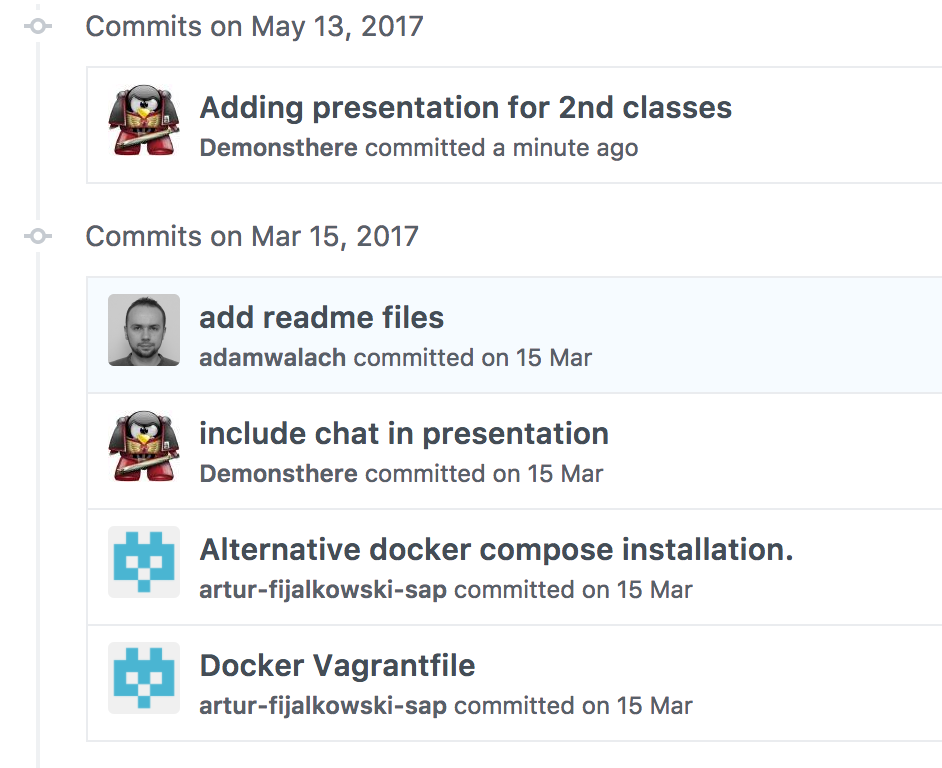 Commits on May 13, 2017
Adding presentation for 2nd classes
Demonsthere committed a minute ago
Commits on Mar 15, 2017
add readme files
adamwalach committed on 15 Mar
include chat in presentation
Demonsthere committed on 15 Mar
Alternative docker compose installation.
artur-fijalkowski-sap committed on 15 Mar
Docker Vagrantfile
artur-fijalkowski-sap committed on 15 Mar